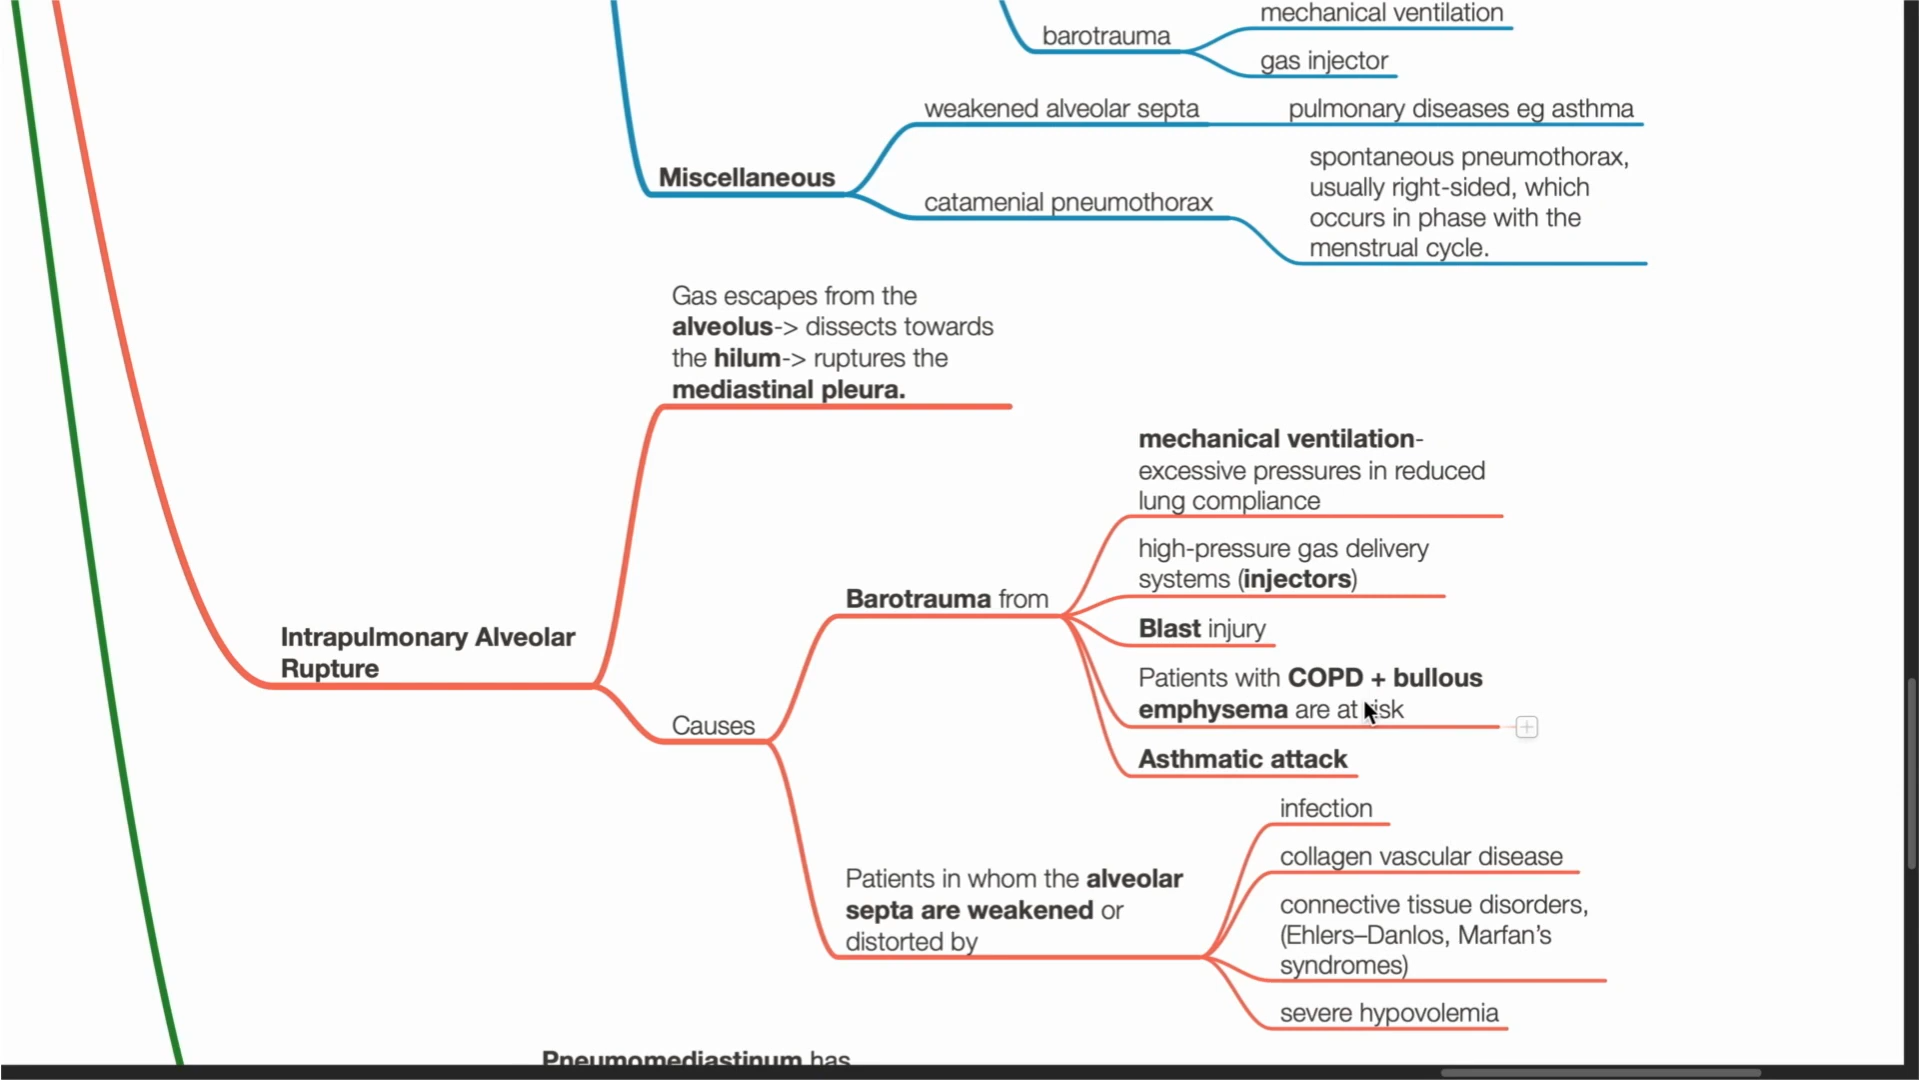 mechanical ventilation
barotrauma
gas injector
weakened alveolar septa
pulmonary diseases eg asthma
Miscellaneous
catamenial pneumothorax
spontaneous pneumothorax,
usually right-sided, which
occurs in phase with the
menstrual cycle.
Gas escapes from the
alveolus-> dissects towards
the hilum-> ruptures the
mediastinal pleura.
Intrapulmonary Alveolar
Rupture
Causes
Barotrauma from
mechanical ventilation-
excessive pressures in reduced
lung compliance
high-pressure gas delivery
systems (injectors)
Blast injury
Patients with COPD + bullous
emphysema are at risk
Asthmatic attack
Patients in whom the alveolar
septa are weakened or
distorted by
infection
collagen vascular disease
connective tissue disorders,
(Ehlers–Danlos, Marfan’s
syndromes)
severe hypovolemia
Pneumomediastinum has